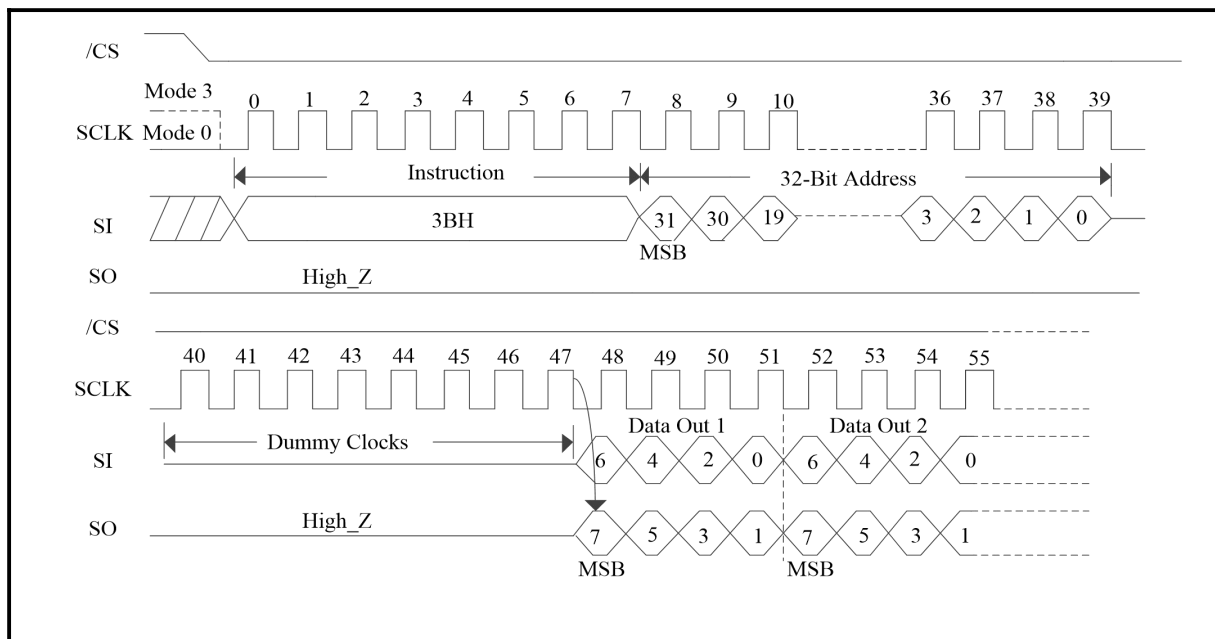 /CS
Mode 3
0 1 2 3 4 5 6 7 8 9 10 36 37 38 39
SCLK Mode 0
Instruction 32-Bit Address
SI 3BH 31 30 19 3 2 1 0
MSB
SO High_Z
/CS
40 41 42 43 44 45 46 47 48 49 50 51 52 53 54 55
SCLK
Dummy Clocks Data Out 1 Data Out 2
SI 6 4 2 0 6 4 2 0
SO High_Z 7 5 3 1 7 5 3 1
MSB MSB